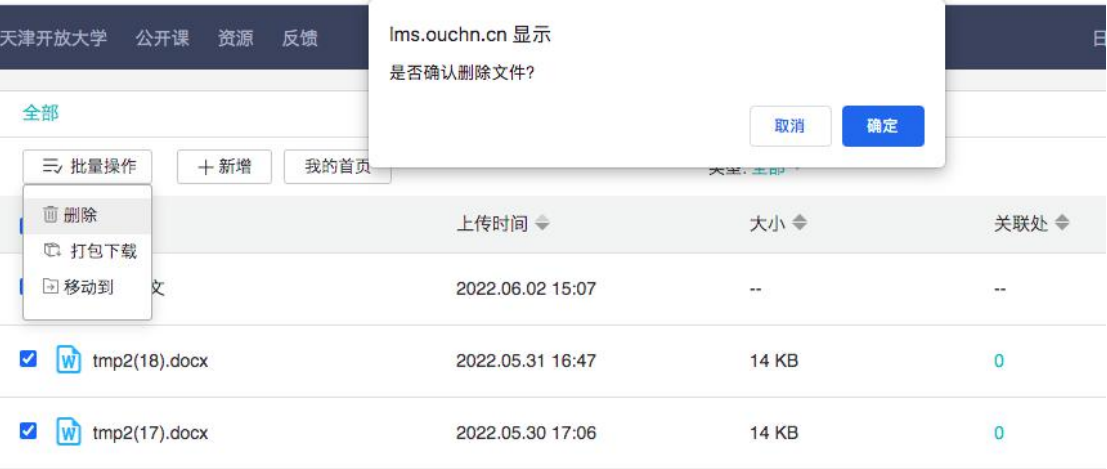 天津开放大学 公开课 资源 反馈
lms.ouchn.cn 显示
是否确认删除文件?
取消 确定
全部
批量操作 新增 我的首页
类型: 全部
删除
打包下载
移动到
上传时间 大小 关联处
文 2022.06.02 15:07 -- --
tmp2(18).docx 2022.05.31 16:47 14 KB 0
tmp2(17).docx 2022.05.30 17:06 14 KB 0